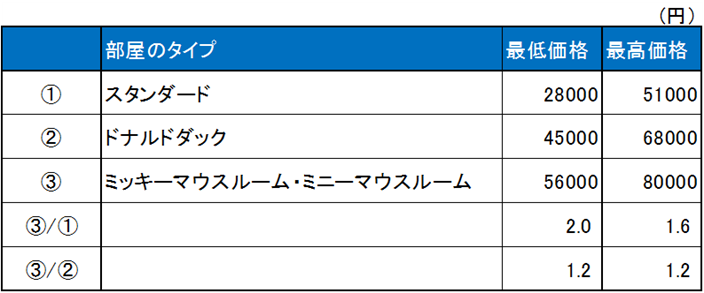 （円）
部屋のタイプ 最低価格 最高価格
① スタンダード 28000 51000
② ドナルドダック 45000 68000
③ ミッキーマウスルーム・ミニーマウスルーム 56000 80000
③/① 2.0 1.6
③/② 1.2 1.2